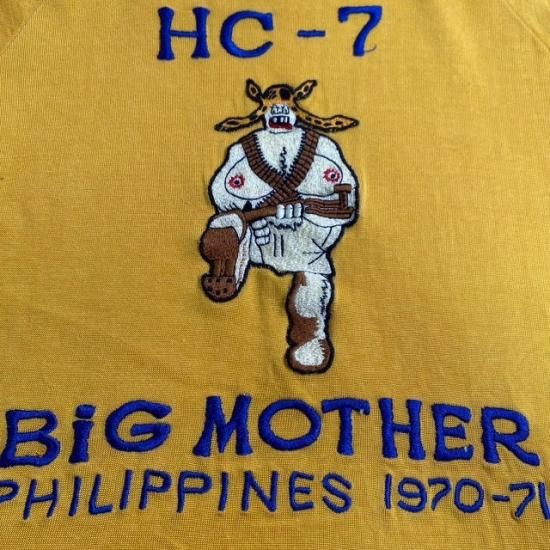 HC-7
BiG MOTHER
PHILIPPINES 1970-71